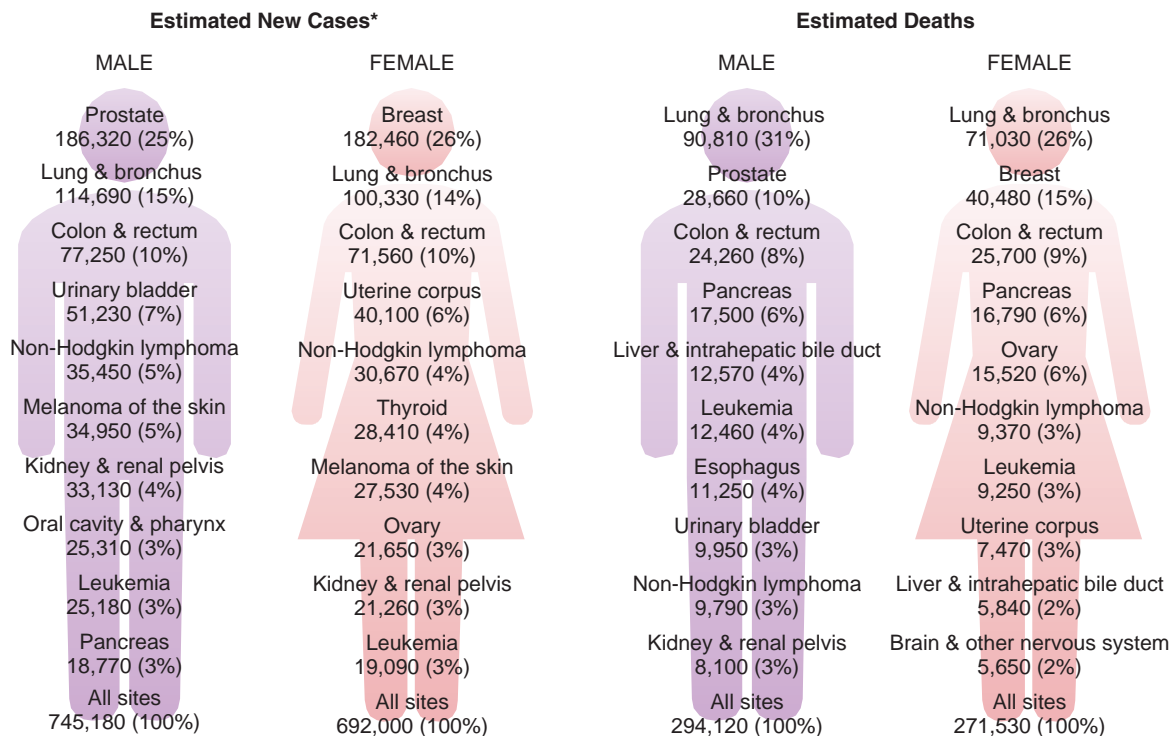 Estimated New Cases*
MALE
Prostate
186,320 (25%)
Lung & bronchus
114,690 (15%)
Colon & rectum
77,250 (10%)
Urinary bladder
51,230 (7%)
Non-Hodgkin lymphoma
35,450 (5%)
Melanoma of the skin
34,950 (5%)
Kidney & renal pelvis
33,130 (4%)
Oral cavity & pharynx
25,310 (3%)
Leukemia
25,180 (3%)
Pancreas
18,770 (3%)
All sites
745,180 (100%)
FEMALE
Breast
182,460 (26%)
Lung & bronchus
100,330 (14%)
Colon & rectum
71,560 (10%)
Uterine corpus
40,100 (6%)
Non-Hodgkin lymphoma
30,670 (4%)
Thyroid
28,410 (4%)
Melanoma of the skin
27,530 (4%)
Ovary
21,650 (3%)
Kidney & renal pelvis
21,260 (3%)
Leukemia
19,090 (3%)
All sites
692,000 (100%)
Estimated Deaths
MALE
Lung & bronchus
90,810 (31%)
Prostate
28,660 (10%)
Colon & rectum
24,260 (8%)
Pancreas
17,500 (6%)
Liver & intrahepatic bile duct
12,570 (4%)
Leukemia
12,460 (4%)
Esophagus
11,250 (4%)
Urinary bladder
9,950 (3%)
Non-Hodgkin lymphoma
9,790 (3%)
Kidney & renal pelvis
8,100 (3%)
All sites
294,120 (100%)
FEMALE
Lung & bronchus
71,030 (26%)
Breast
40,480 (15%)
Colon & rectum
25,700 (9%)
Pancreas
16,790 (6%)
Ovary
15,520 (6%)
Non-Hodgkin lymphoma
9,370 (3%)
Leukemia
9,250 (3%)
Uterine corpus
7,470 (3%)
Liver & intrahepatic bile duct
5,840 (2%)
Brain & other nervous system
5,650 (2%)
All sites
271,530 (100%)